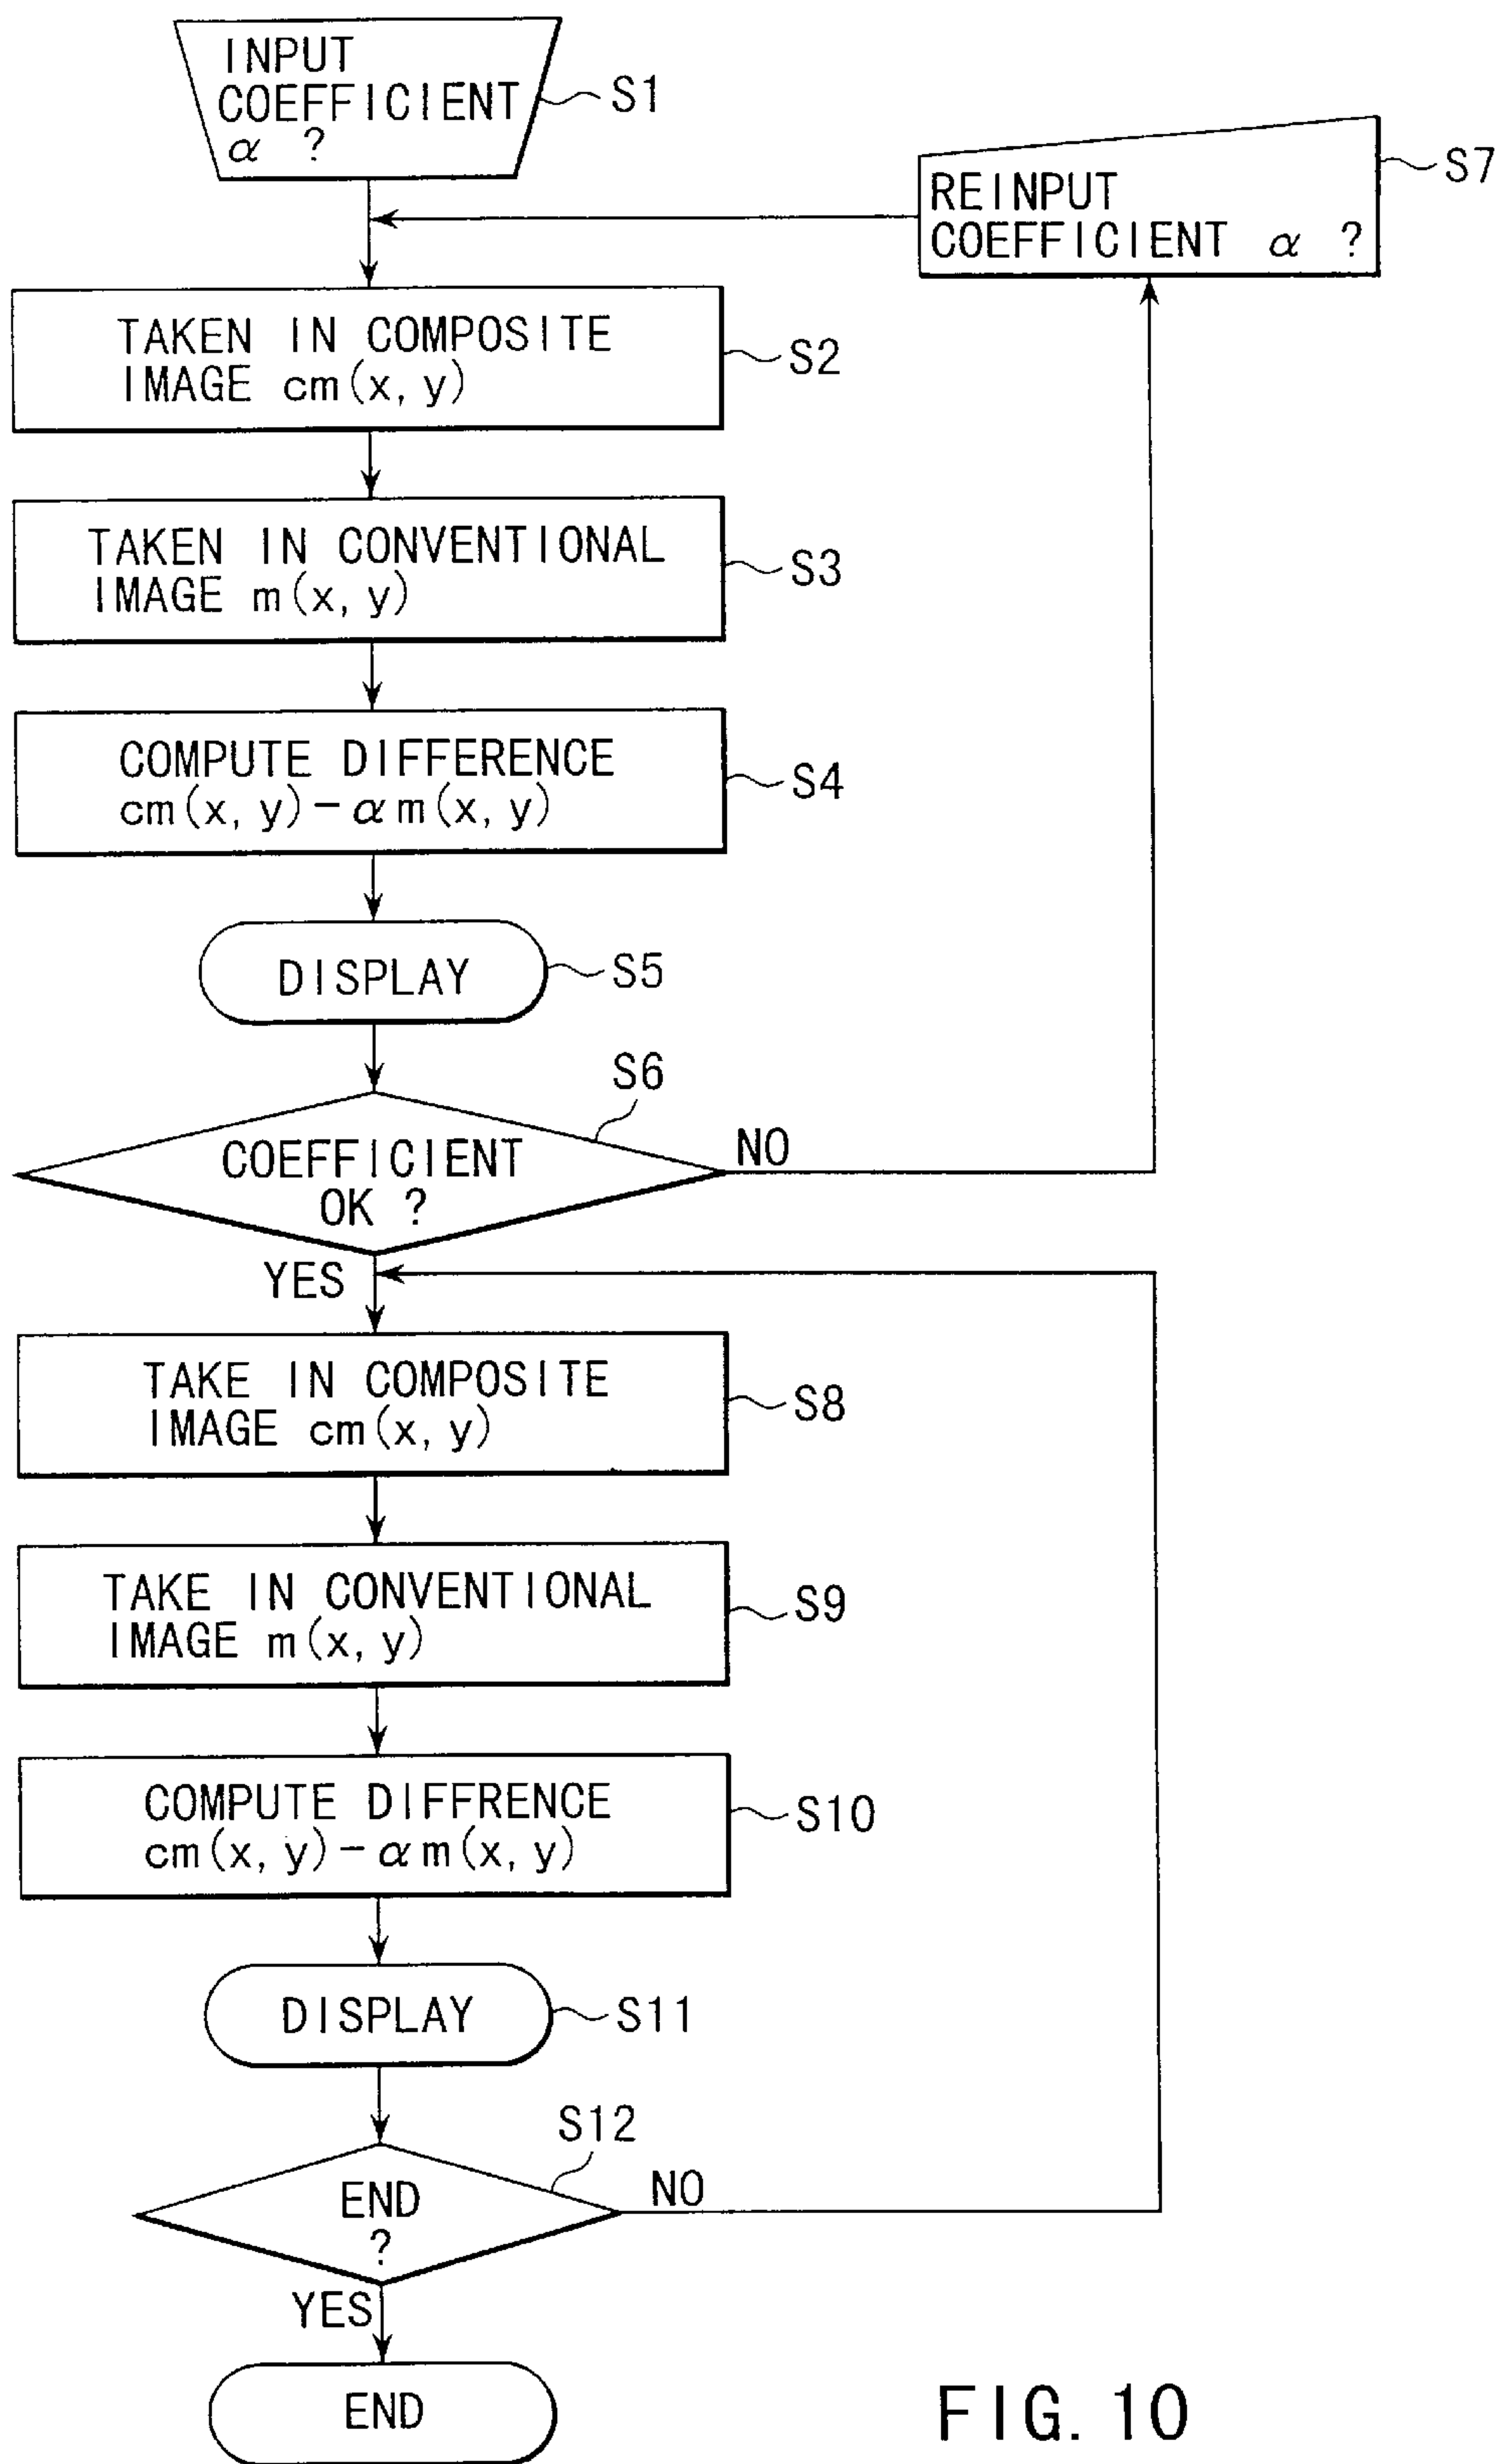 INPUT
COEFFICIENT
α ?
S1
REINPUT
COEFFICIENT α ?
S7
TAKEN IN COMPOSITE
IMAGE cm(x, y)
S2
TAKEN IN CONVENTIONAL
IMAGE m(x, y)
S3
COMPUTE DIFFERENCE
cm(x, y)-αm(x, y)
S4
DISPLAY
S5
S6
COEFFICIENT
OK ?
NO
YES
TAKE IN COMPOSITE
IMAGE cm(x, y)
S8
TAKE IN CONVENTIONAL
IMAGE m(x, y)
S9
COMPUTE DIFFRENCE
cm(x, y)-αm(x, y)
S10
DISPLAY
S11
S12
END
?
NO
YES
END
FIG. 10